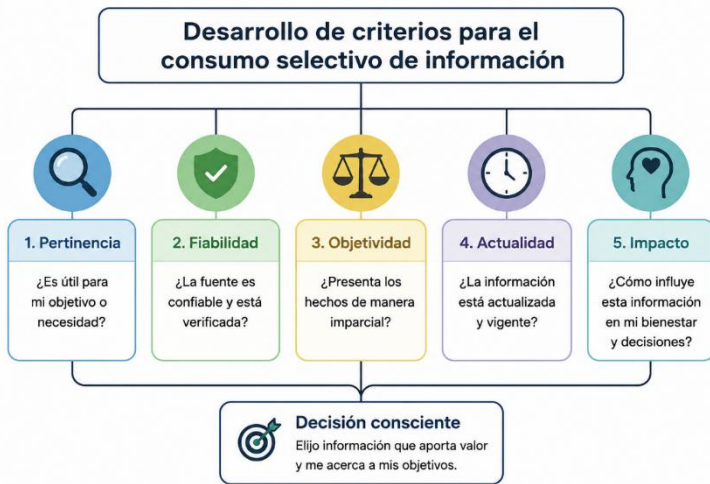 Desarrollo de criterios para el
consumo selectivo de información
1. Pertinencia
¿Es útil para
mi objetivo o
necesidad?
2. Fiabilidad
¿La fuente es
confiable y está
verificada?
3. Objetividad
¿Presenta los
hechos de manera
imparcial?
4. Actualidad
¿La información
está actualizada
y vigente?
5. Impacto
¿Cómo influye
esta información
en mi bienestar
y decisiones?
Decisión consciente
Elijo información que aporta valor
y me acerca a mis objetivos.